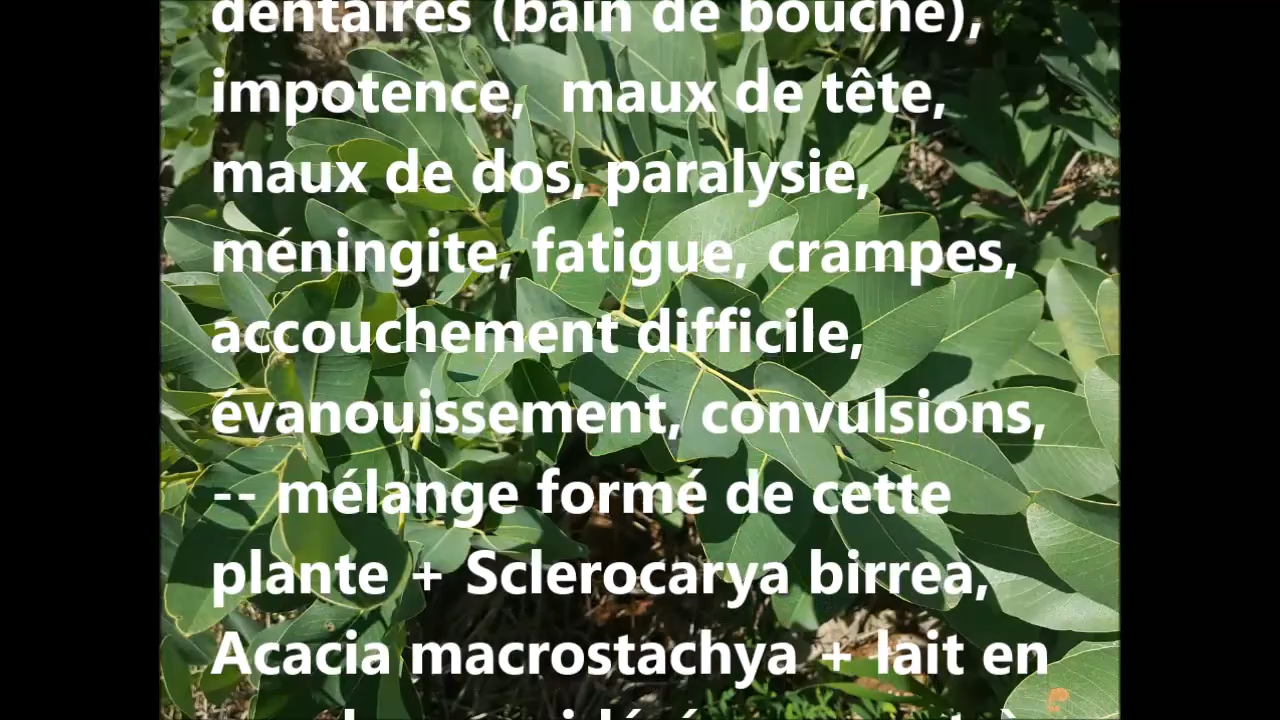 dentaires (bain de bouche),
impotence, maux de tête,
maux de dos, paralysie,
méningite, fatigue, crampes,
accouchement difficile,
évanouissement, convulsions,
-- mélange formé de cette
plante + Sclerocarya birrea,
Acacia macrostachya + lait en